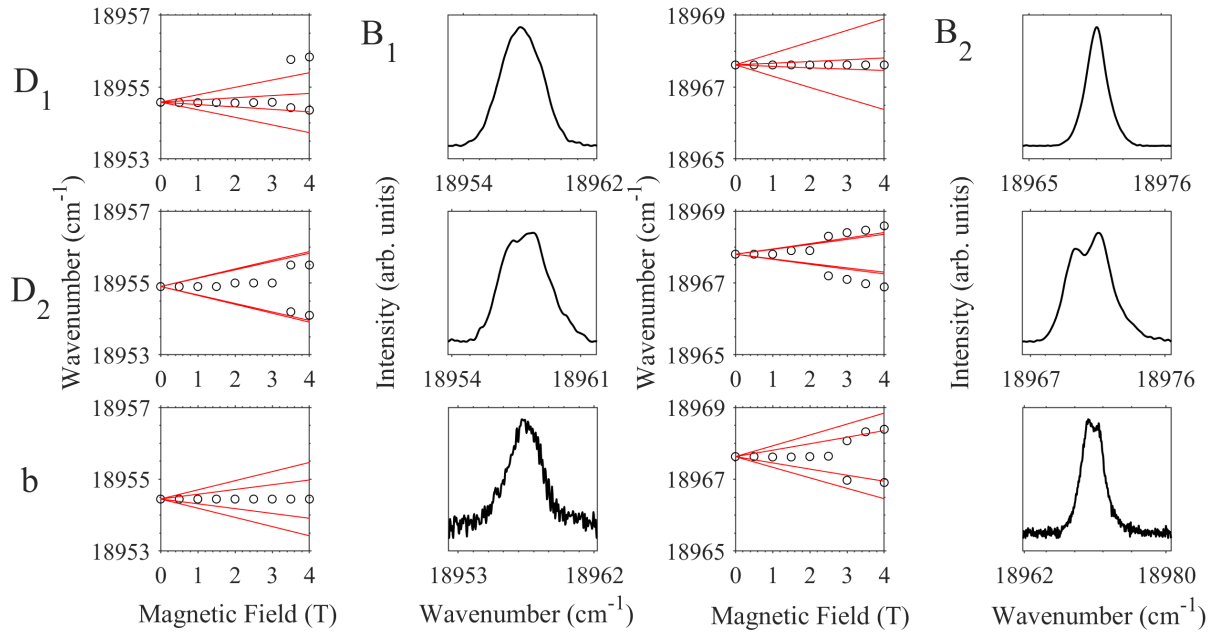 B1
B2
D1
18957
18955
18953
0 1 2 3 4
18954 18962
18969
18967
18965
0 1 2 3 4
18965 18976
D2
18957
18955
18953
0 1 2 3 4
18954 18961
18969
18967
18965
0 1 2 3 4
18967 18976
b
18957
18955
18953
0 1 2 3 4
18953 18962
18969
18967
18965
0 1 2 3 4
18962 18980
Wavenumber (cm⁻¹)
Intensity (arb. units)
Wavenumber (cm⁻¹)
Intensity (arb. units)
Magnetic Field (T)
Wavenumber (cm⁻¹)
Magnetic Field (T)
Wavenumber (cm⁻¹)